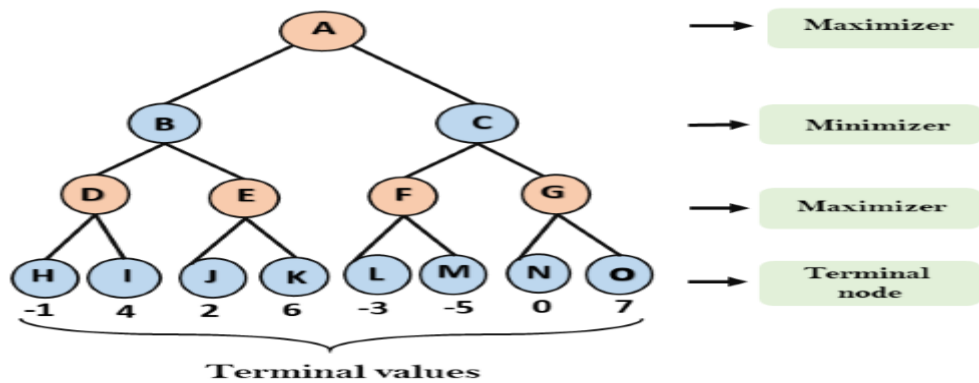 A
Maximizer
B
C
Minimizer
D
E
F
G
Maximizer
H
I
J
K
L
M
N
O
Terminal
node
-1 4 2 6 -3 -5 0 7
Terminal values